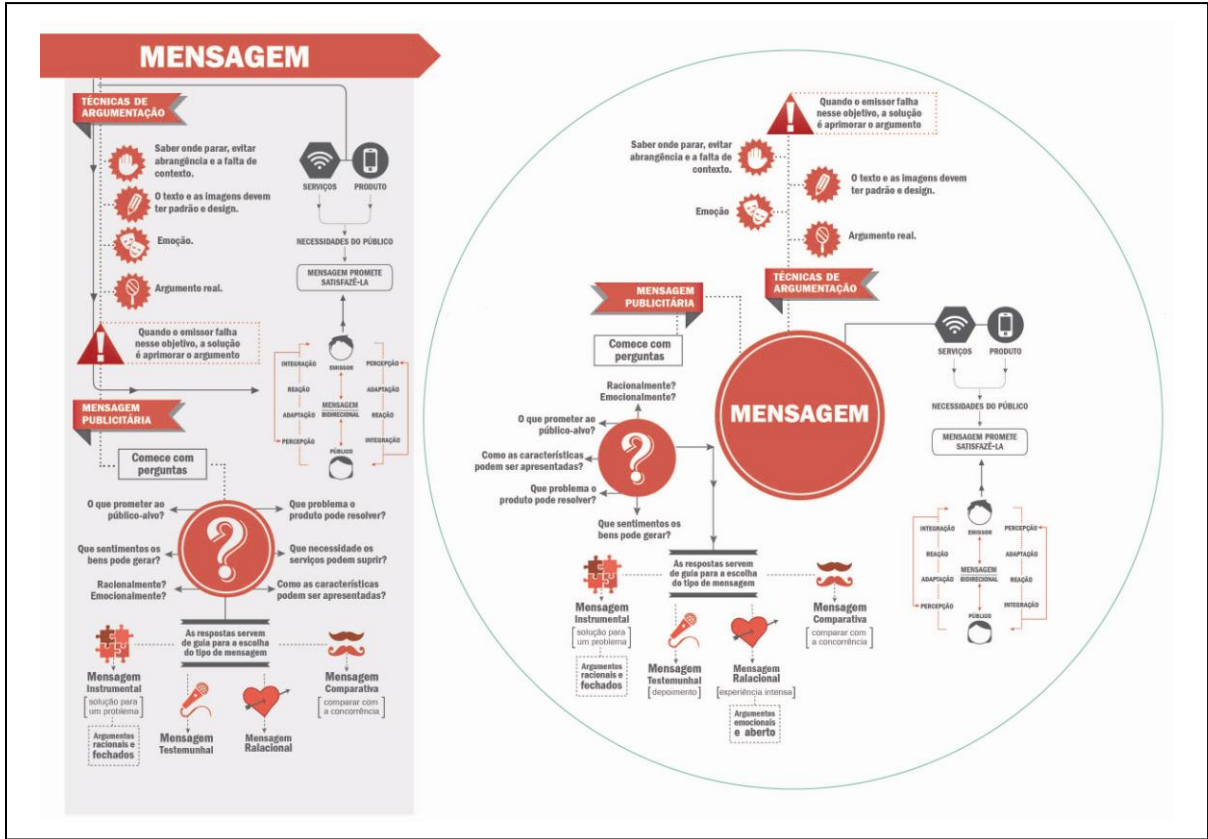 MENSAGEM
TÉCNICAS DE
ARGUMENTAÇÃO
Saber onde parar, evitar
abrangência e a falta de
contexto.
O texto e as imagens devem
ter padrão e design.
Emoção.
Argumento real.
Quando o emissor falha
nesse objetivo, a solução
é aprimorar o argumento
SERVIÇOS
PRODUTO
NECESSIDADES DO PÚBLICO
MENSAGEM PROMETE
SATISFAZÊ-LA
EMISSOR
INTEGRAÇÃO
REAÇÃO
ADAPTAÇÃO
PERCEPÇÃO
MENSAGEM
BIDIRECIONAL
PERCEPÇÃO
ADAPTAÇÃO
REAÇÃO
INTEGRAÇÃO
PÚBLICO
MENSAGEM
PUBLICITÁRIA
Comece com
perguntas
?
O que prometer ao
público-alvo?
Que problema o
produto pode resolver?
Que sentimentos os
bens pode gerar?
Que necessidade os
serviços podem suprir?
Racionalmente?
Emocionalmente?
Como as características
podem ser apresentadas?
As respostas servem
de guia para a escolha
do tipo de mensagem
Mensagem
Instrumental
[solução para
um problema]
Argumentos
racionais e
fechados
Mensagem
Testemunhal
Mensagem
Ralacional
Mensagem
Comparativa
[comparar com
a concorrência]
Quando o emissor falha
nesse objetivo, a solução
é aprimorar o argumento
Saber onde parar, evitar
abrangência e a falta de
contexto.
O texto e as imagens devem
ter padrão e design.
Emoção
Argumento real.
TÉCNICAS DE
ARGUMENTAÇÃO
MENSAGEM
PUBLICITÁRIA
Comece com
perguntas
MENSAGEM
SERVIÇOS
PRODUTO
NECESSIDADES DO PÚBLICO
MENSAGEM PROMETE
SATISFAZÊ-LA
EMISSOR
INTEGRAÇÃO
REAÇÃO
ADAPTAÇÃO
PERCEPÇÃO
MENSAGEM
BIDIRECIONAL
PERCEPÇÃO
ADAPTAÇÃO
REAÇÃO
INTEGRAÇÃO
PÚBLICO
?
Racionalmente?
Emocionalmente?
O que prometer ao
público-alvo?
Como as características
podem ser apresentadas?
Que problema o
produto pode resolver?
Que sentimentos os
bens pode gerar?
As respostas servem
de guia para a escolha
do tipo de mensagem
Mensagem
Instrumental
[solução para
um problema]
Argumentos
racionais e
fechados
Mensagem
Testemunhal
[depoimento]
Mensagem
Ralacional
[experiência intensa]
Argumentos
emocionais
e aberto
Mensagem
Comparativa
[comparar com
a concorrência]